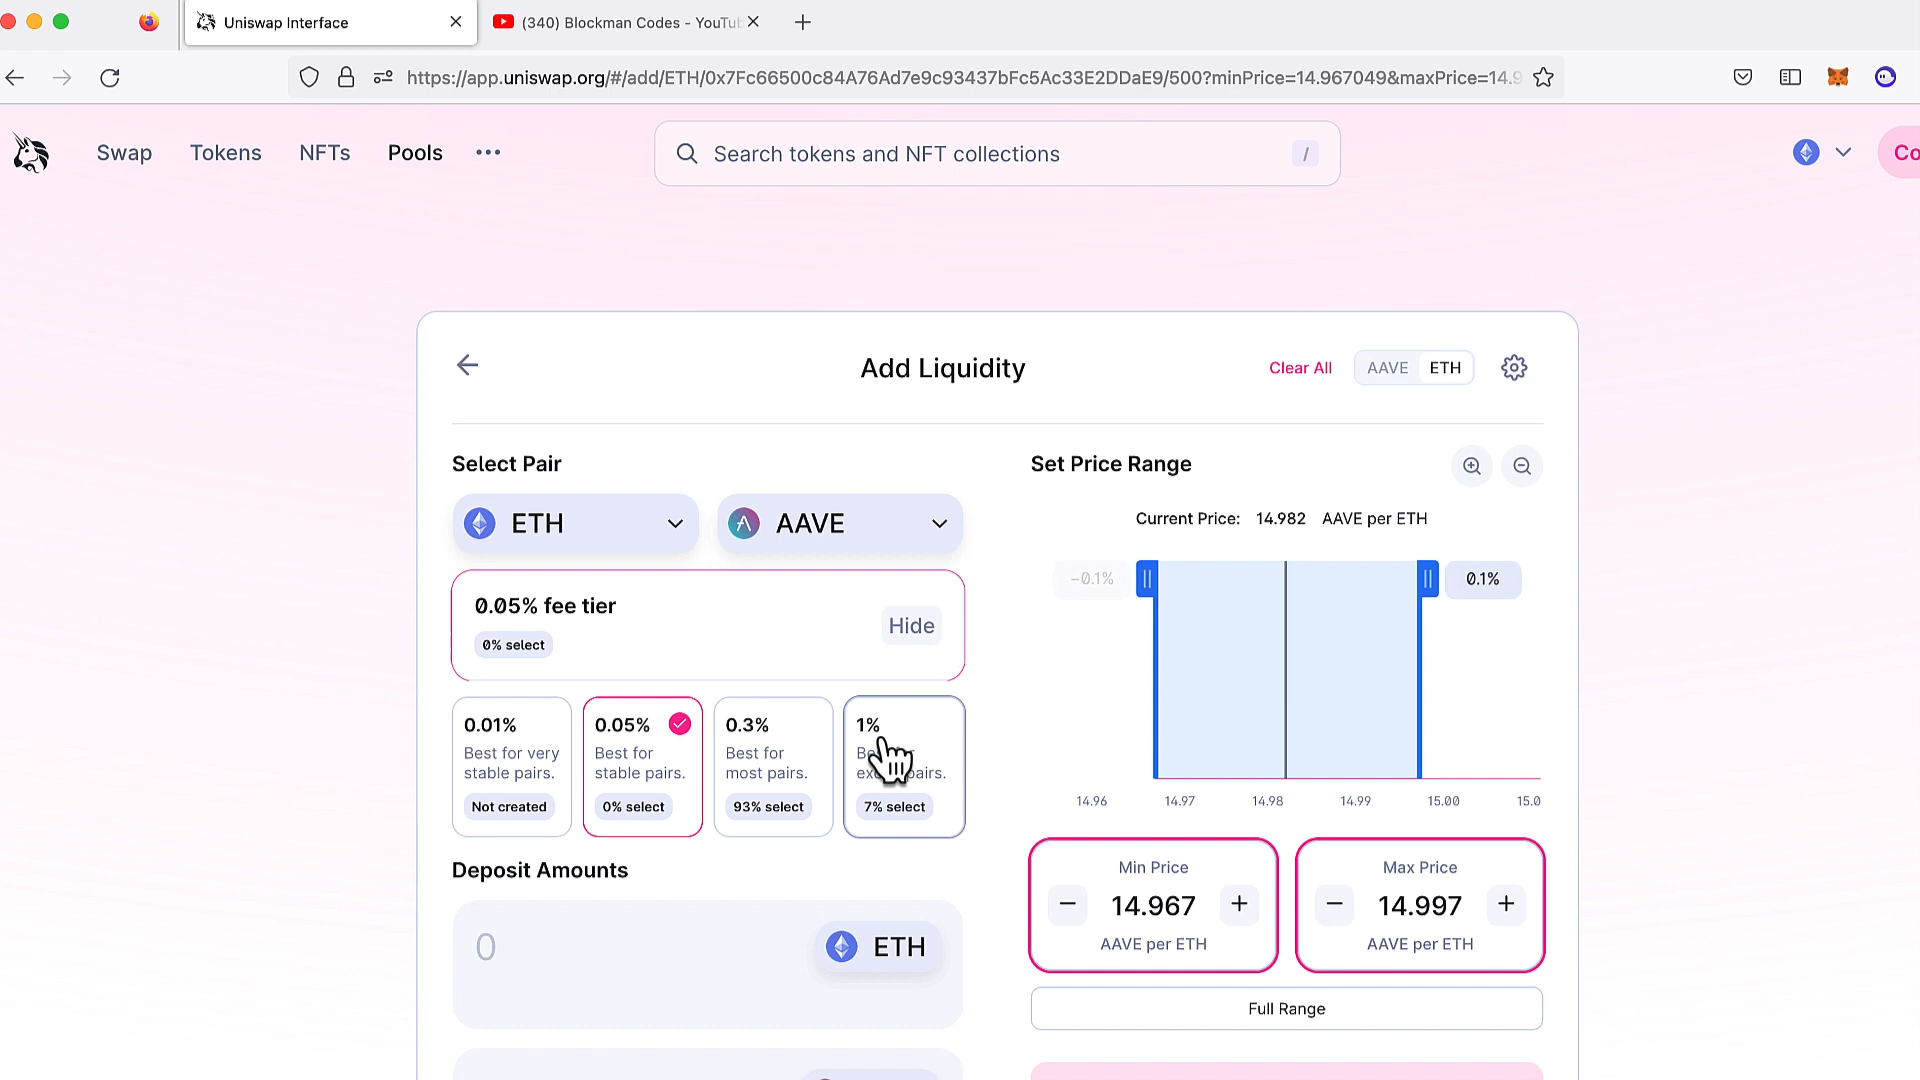 Uniswap Interface
(340) Blockman Codes - YouTub
https://app.uniswap.org/#/add/ETH/0x7Fc66500c84A76Ad7e9c93437bFc5Ac33E2DDaE9/500?minPrice=14.967049&maxPrice=14.9
Swap Tokens NFTs Pools
Search tokens and NFT collections /
Co
Add Liquidity
Clear All
AAVE ETH
Select Pair
ETH
AAVE
0.05% fee tier
0% select
Hide
0.01%
Best for very
stable pairs.
Not created
0.05%
Best for
stable pairs.
0% select
0.3%
Best for
most pairs.
93% select
1%
pairs.
7% select
Deposit Amounts
0
ETH
Set Price Range
Current Price: 14.982 AAVE per ETH
-0.1%
0.1%
14.96 14.97 14.98 14.99 15.00 15.0
Min Price
14.967
AAVE per ETH
Max Price
14.997
AAVE per ETH
Full Range